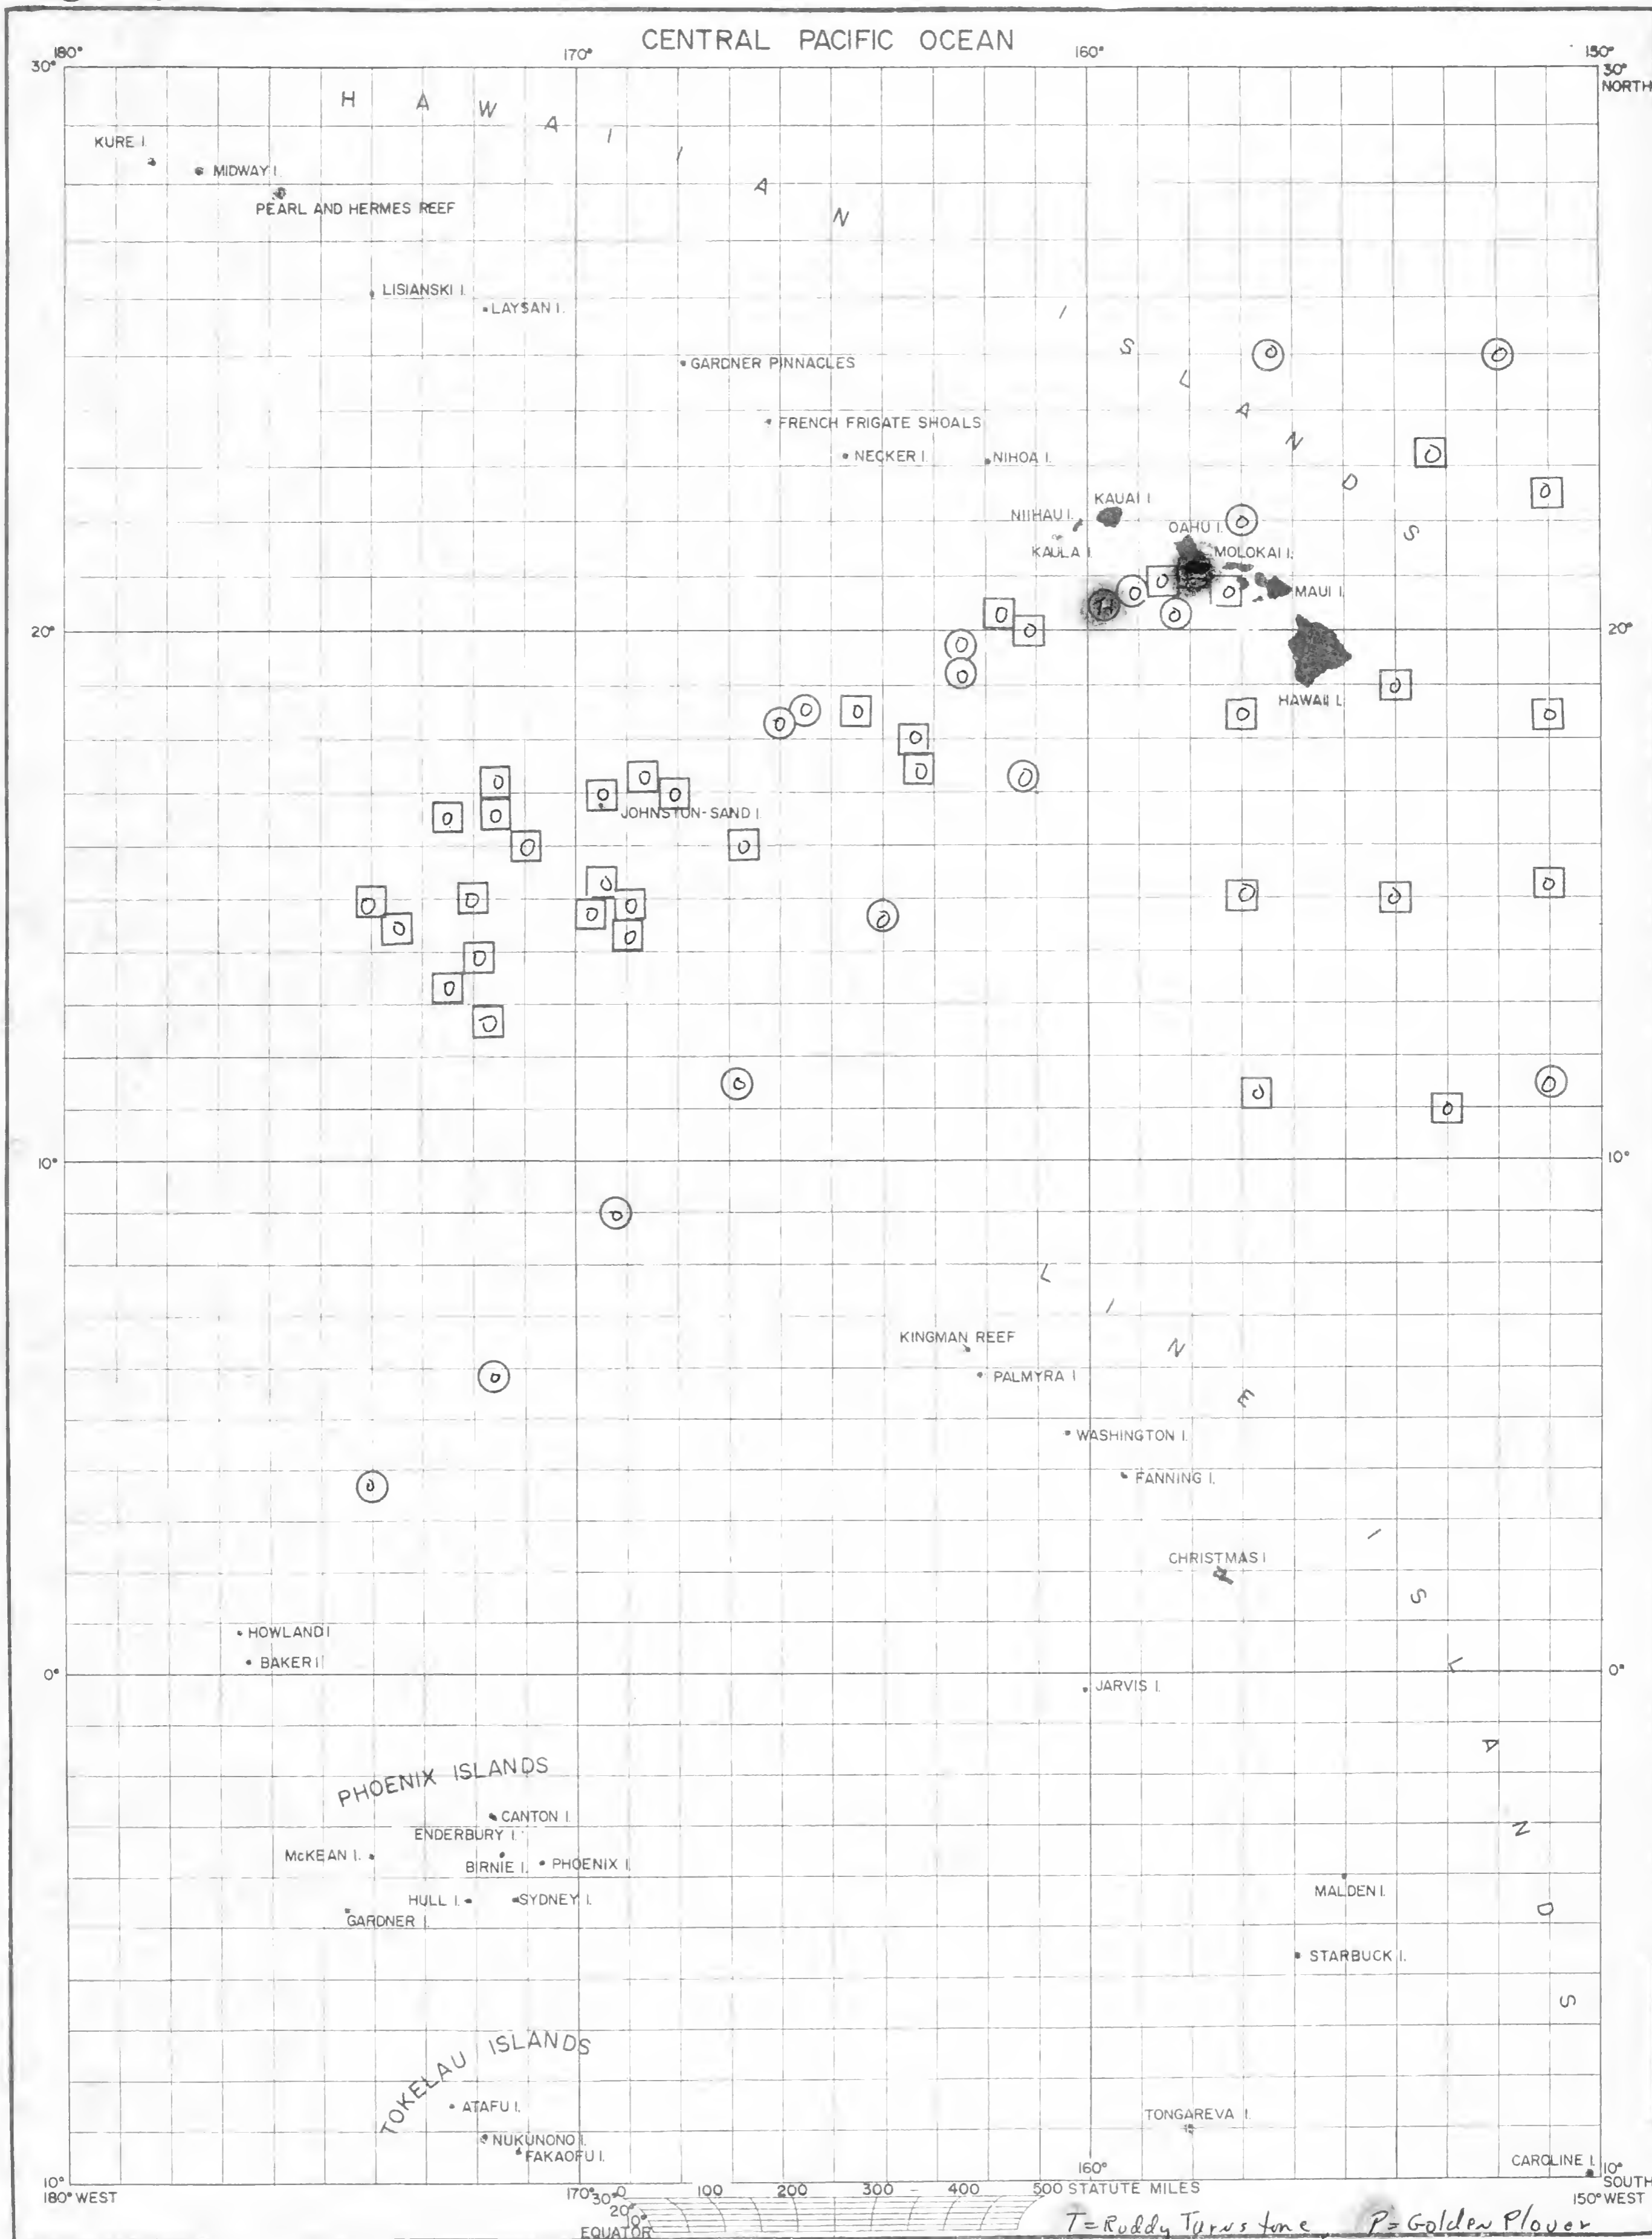 CENTRAL PACIFIC OCEAN
180° 170° 160° 150°
30° 30°
NORTH
H A W A I I A N I S L A N D S
KURE I.
MIDWAY I.
PEARL AND HERMES REEF
LISIANSKI I.
LAYSAN I.
GARDNER PINNACLES
FRENCH FRIGATE SHOALS
NECKER I.
NIHOA I.
KAUAI I
NIIHAU I.
OAHU I.
KAULA I
MOLOKAI I.
MAUI I.
20° 20°
HAWAII I.
JOHNSTON-SAND I.
10° 10°
L I N E I S L A N D S
KINGMAN REEF
PALMYRA I
WASHINGTON I.
FANNING I.
CHRISTMAS I
HOWLAND I
BAKER I
0° 0°
JARVIS I.
PHOENIX ISLANDS
CANTON I.
ENDERBURY I.
McKEAN I.
BIRNIE I.
PHOENIX I.
HULL I.
SYDNEY I.
GARDNER I.
MALDEN I.
STARBUCK I.
TOKELAU ISLANDS
ATAFU I.
NUKUNONO I.
FAKAOFU I.
TONGAREVA I.
CAROLINE I.
10° 160° 10°
SOUTH
180° WEST 170° 150° WEST
30° 0 100 200 300 400 500 STATUTE MILES
20°
10°
EQUATOR
T = Ruddy Turnstone, P = Golden Plover